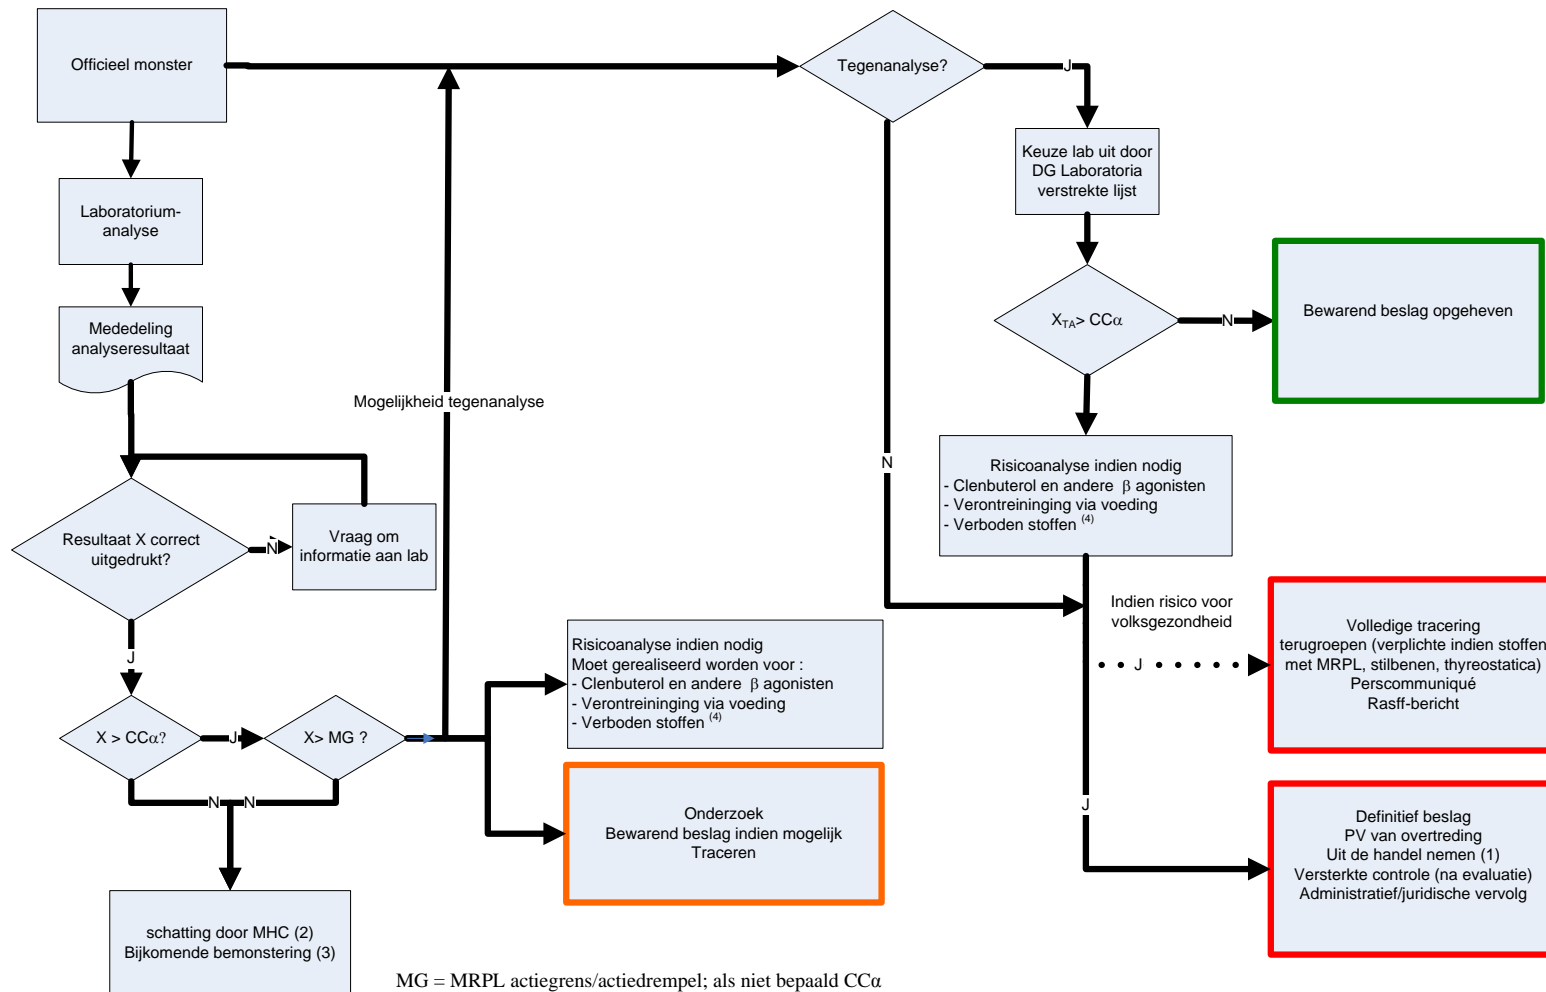 Officieel monster
Laboratorium-
analyse
Mededeling
analyseresultaat
Resultaat X correct
uitgedrukt?
N
Vraag om
informatie aan lab
J
X > CCα?
J
X> MG ?
N
N
schatting door MHC (2)
Bijkomende bemonstering (3)
Mogelijkheid tegenanalyse
Risicoanalyse indien nodig
Moet gerealiseerd worden voor :
- Clenbuterol en andere β agonisten
- Verontreininging via voeding
- Verboden stoffen (4)
Onderzoek
Bewarend beslag indien mogelijk
Traceren
Tegenanalyse?
J
N
Keuze lab uit door
DG Laboratoria
verstrekte lijst
XTA> CCα
N
Bewarend beslag opgeheven
Risicoanalyse indien nodig
- Clenbuterol en andere β agonisten
- Verontreininging via voeding
- Verboden stoffen (4)
Indien risico voor
volksgezondheid
J
Volledige tracering
terugroepen (verplichte indien stoffen
met MRPL, stilbenen, thyreostatica)
Perscommuniqué
Rasff-bericht
J
Definitief beslag
PV van overtreding
Uit de handel nemen (1)
Versterkte controle (na evaluatie)
Administratief/juridische vervolg
MG = MRPL actiegrens/actiedrempel; als niet bepaald CCα